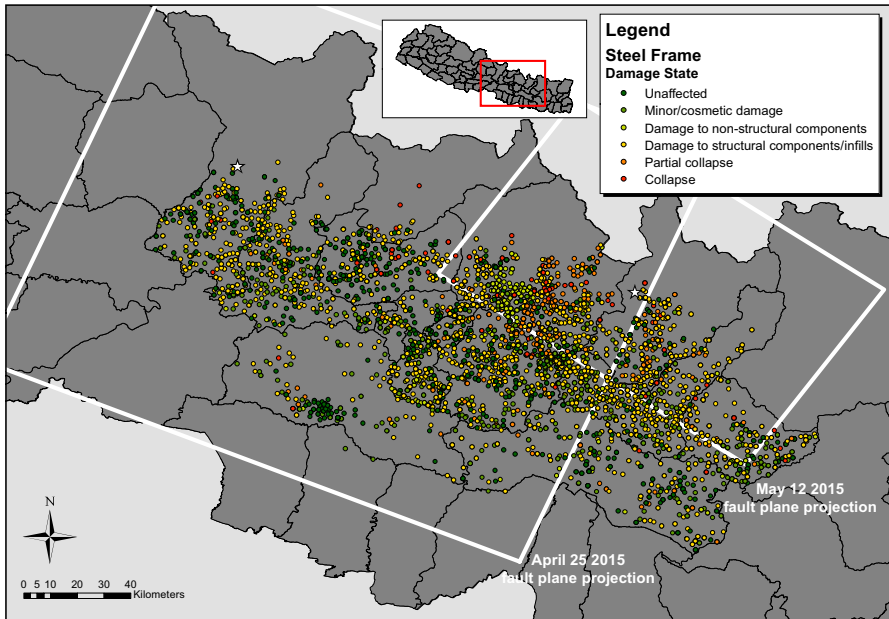 Legend
Steel Frame
Damage State
Unaffected
Minor/cosmetic damage
Damage to non-structural components
Damage to structural components/infills
Partial collapse
Collapse
May 12 2015
fault plane projection
April 25 2015
fault plane projection
N
0 5 10 20 30 40
Kilometers